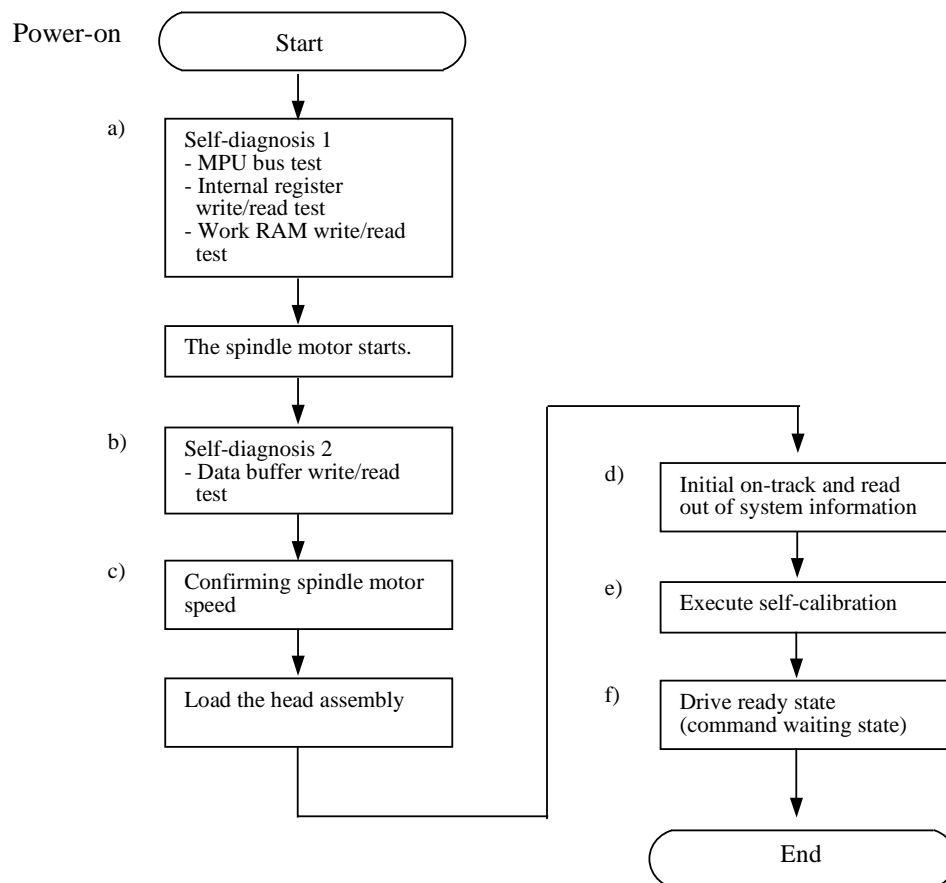 Power-on
Start
a)
Self-diagnosis 1
- MPU bus test
- Internal register
write/read test
- Work RAM write/read
test
The spindle motor starts.
b)
Self-diagnosis 2
- Data buffer write/read
test
c)
Confirming spindle motor
speed
Load the head assembly
d)
Initial on-track and read
out of system information
e)
Execute self-calibration
f)
Drive ready state
(command waiting state)
End